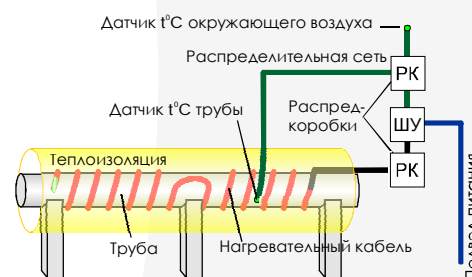 Датчик t°С окружающего воздуха
Распределительная сеть
РК
Датчик t°С трубы
Распред-
коробки
ШУ
Теплоизоляция
РК
Труба
Нагревательный кабель